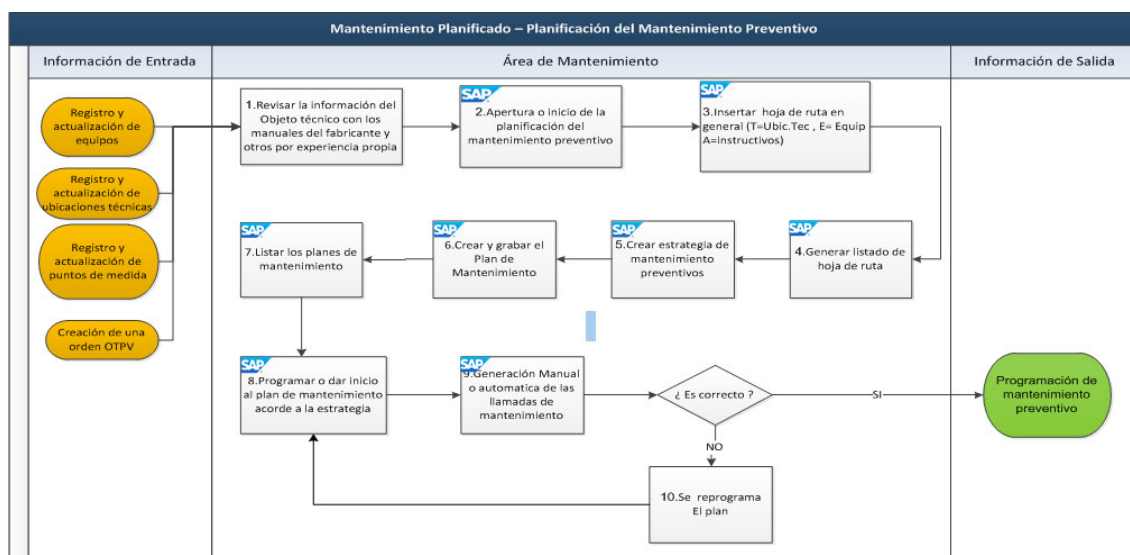 Mantenimiento Planificado – Planificación del Mantenimiento Preventivo
Información de Entrada
Área de Mantenimiento
Información de Salida
Registro y
actualización de
equipos
Registro y
actualización de
ubicaciones técnicas
Registro y
actualización de
puntos de medida
Creación de una
orden OTPV
1.Revisar la información del
Objeto técnico con los
manuales del fabricante y
otros por experiencia propia
SAP
2.Apertura o inicio de la
planificación del
mantenimiento preventivo
SAP
3.Insertar hoja de ruta en
general (T=Ubic.Tec , E= Equip
A=instructivos)
SAP
7.Listar los planes de
mantenimiento
SAP
6.Crear y grabar el
Plan de
Mantenimiento
SAP
5.Crear estrategia de
mantenimiento
preventivos
SAP
4.Generar listado de
hoja de ruta
SAP
8.Programar o dar inicio
al plan de mantenimiento
acorde a la estrategia
SAP
9.Generación Manual
o automatica de las
llamadas de
mantenimiento
¿ Es correcto ?
SI
NO
Programación de
mantenimiento
preventivo
SAP
10.Se reprograma
El plan